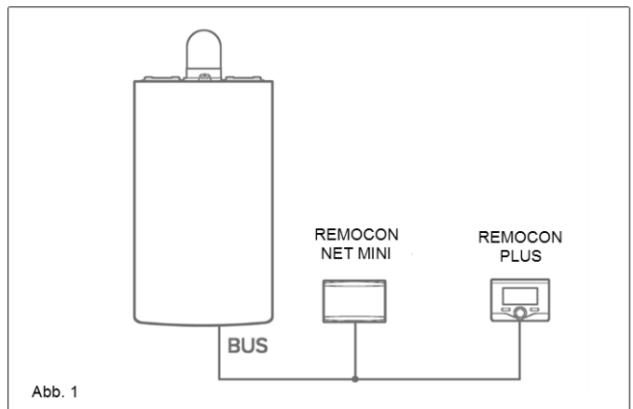 REMOCON
NET MINI
REMOCON
PLUS
BUS
Abb. 1